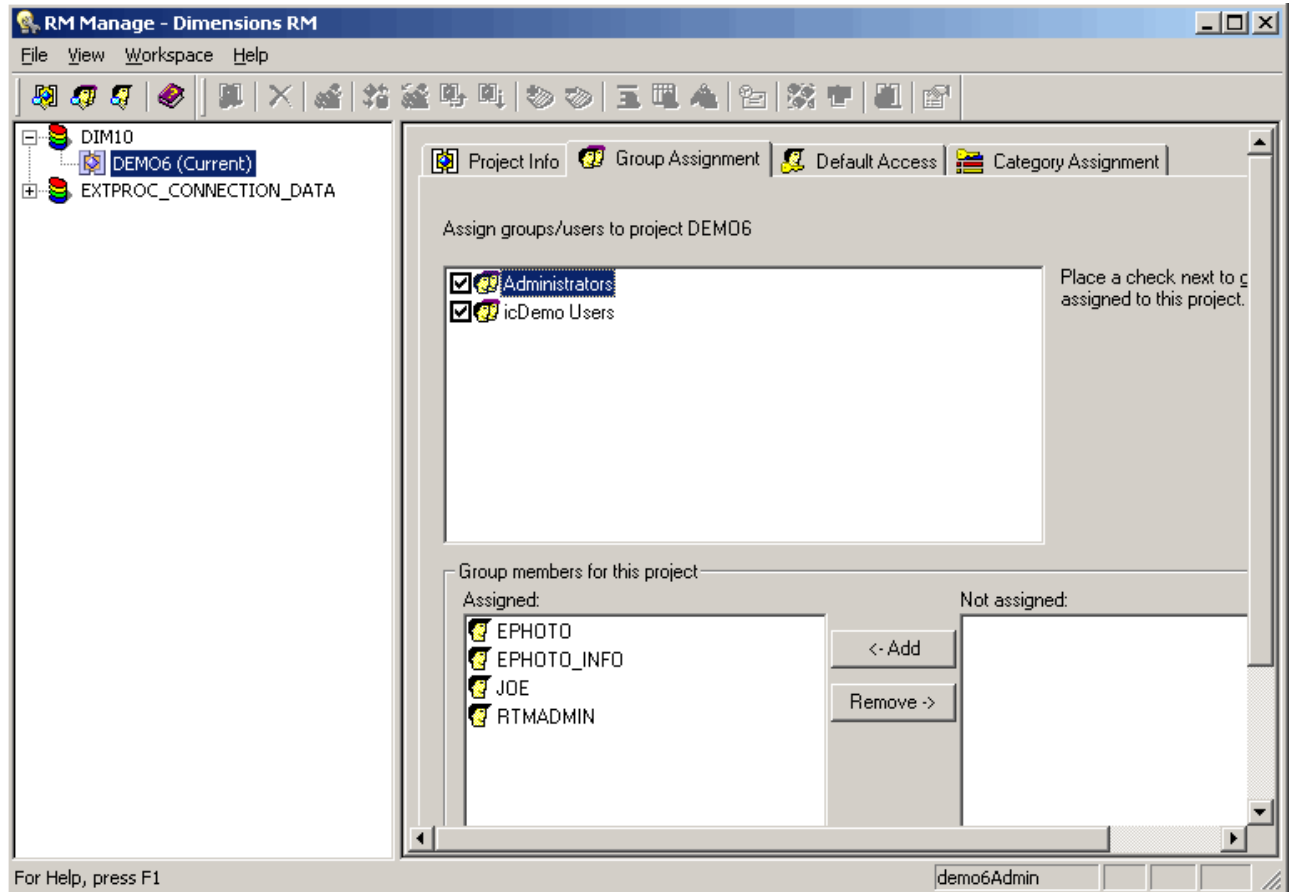 RM Manage - Dimensions RM
File View Workspace Help
DIM10
DEMO6 (Current)
EXTPROC_CONNECTION_DATA
Project Info Group Assignment Default Access Category Assignment
Assign groups/users to project DEMO6
Administrators
icDemo Users
Place a check next to g
assigned to this project.
Group members for this project
Assigned:
Not assigned:
EPHOTO
EPHOTO_INFO
JOE
RTMADMIN
<- Add
Remove ->
For Help, press F1
demo6Admin